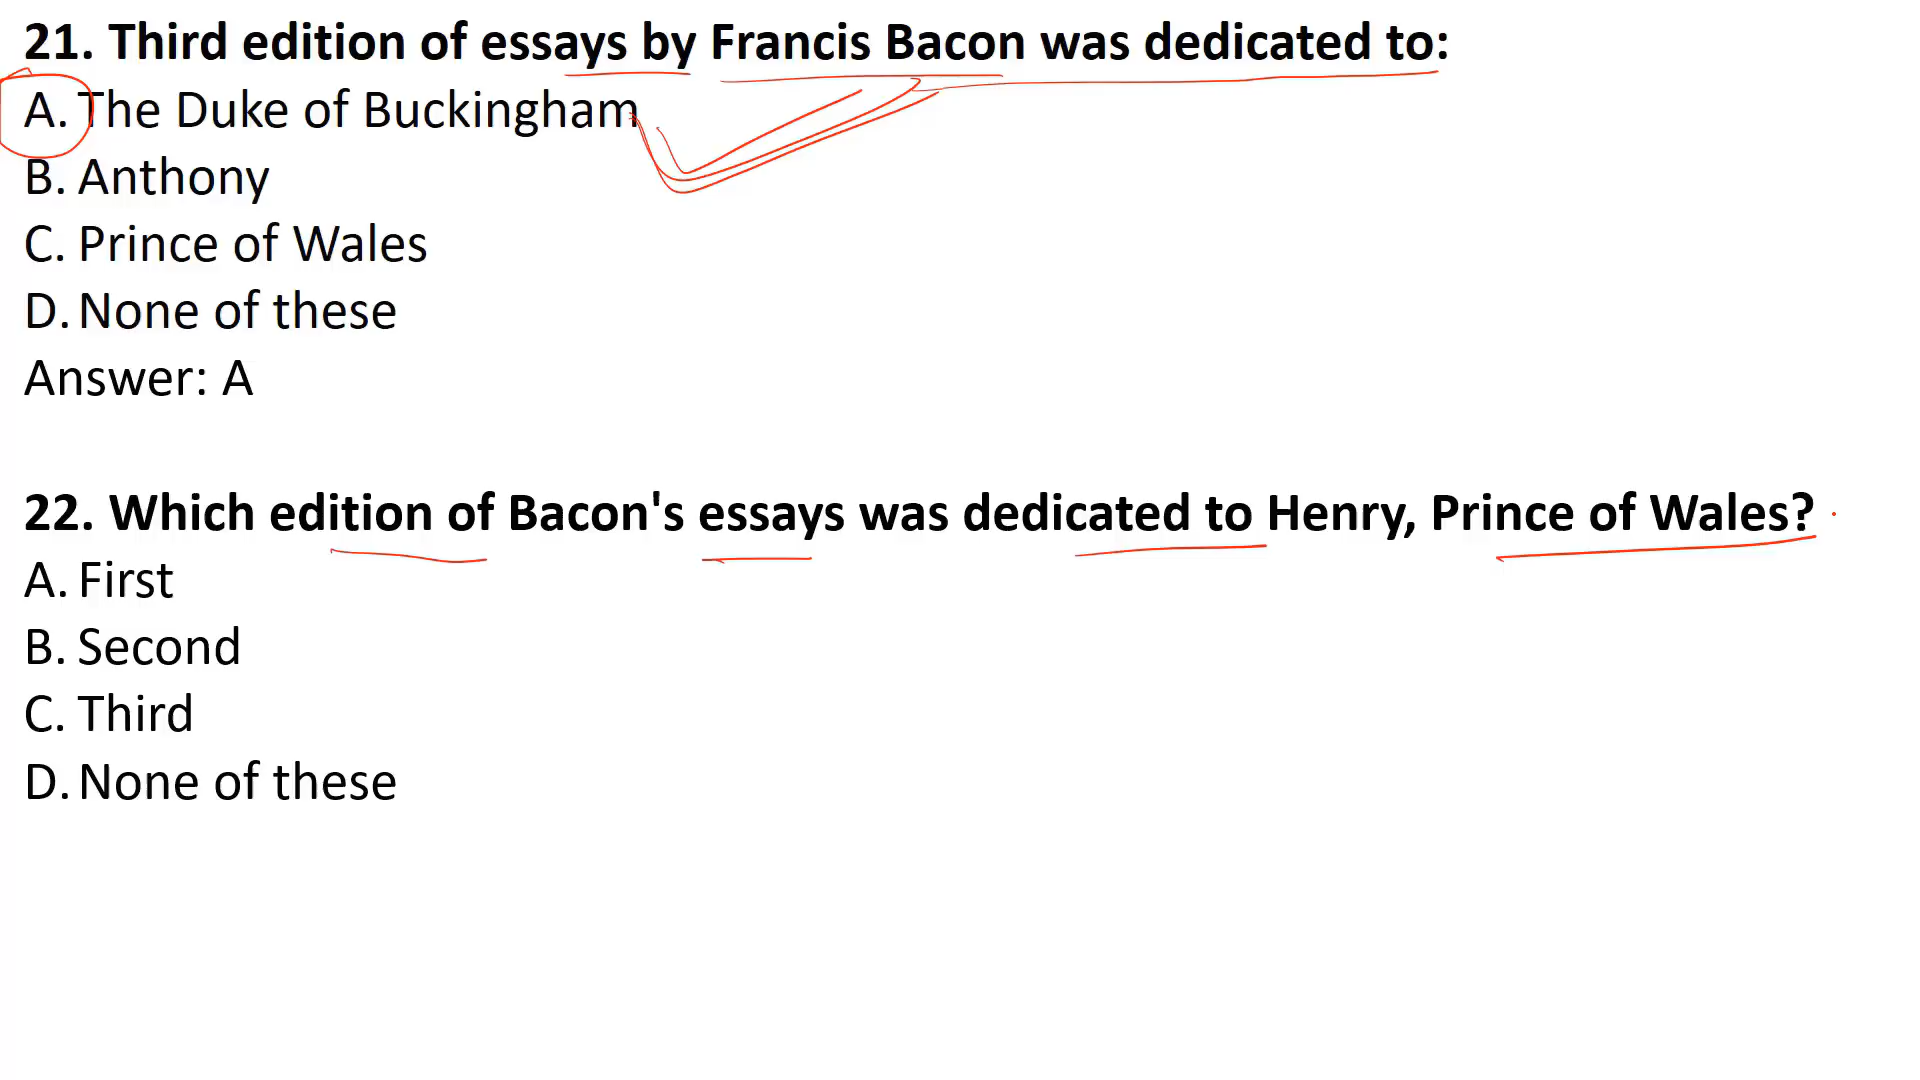 21. Third edition of essays by Francis Bacon was dedicated to:
A. The Duke of Buckingham
B. Anthony
C. Prince of Wales
D. None of these
Answer: A
22. Which edition of Bacon's essays was dedicated to Henry, Prince of Wales?
A. First
B. Second
C. Third
D. None of these